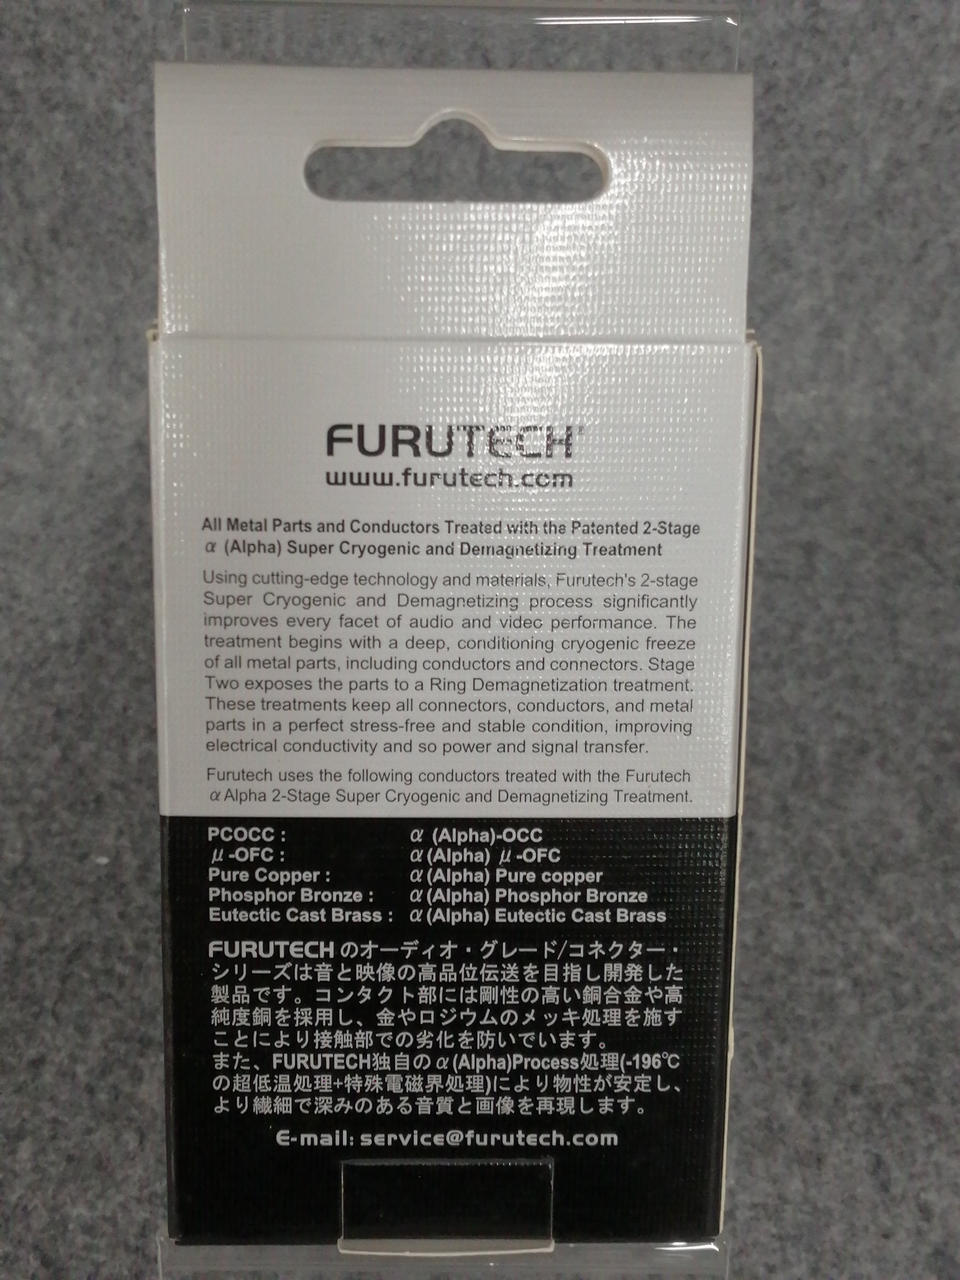 FURUTECH®
www.furutech.com
All Metal Parts and Conductors Treated with the Patented 2-Stage
α (Alpha) Super Cryogenic and Demagnetizing Treatment
Using cutting-edge technology and materials, Furutech's 2-stage
Super Cryogenic and Demagnetizing process significantly
improves every facet of audio and video performance. The
treatment begins with a deep, conditioning cryogenic freeze
of all metal parts, including conductors and connectors. Stage
Two exposes the parts to a Ring Demagnetization treatment.
These treatments keep all connectors, conductors, and metal
parts in a perfect stress-free and stable condition, improving
electrical conductivity and so power and signal transfer.
Furutech uses the following conductors treated with the Furutech
α Alpha 2-Stage Super Cryogenic and Demagnetizing Treatment.
PCOCC : α (Alpha)-OCC
μ-OFC : α (Alpha) μ-OFC
Pure Copper : α (Alpha) Pure copper
Phosphor Bronze : α (Alpha) Phosphor Bronze
Eutectic Cast Brass : α (Alpha) Eutectic Cast Brass
FURUTECH のオーディオ・グレード/コネクター・
シリーズは音と映像の高品位伝送を目指し開発した
製品です。コンタクト部には剛性の高い銅合金や高
純度銅を採用し、金やロジウムのメッキ処理を施す
ことにより接触部での劣化を防いでいます。
また、FURUTECH独自のα(Alpha)Process処理(-196℃
の超低温処理+特殊電磁界処理)により物性が安定し、
より繊細で深みのある音質と画像を再現します。
E-mail: service@furutech.com